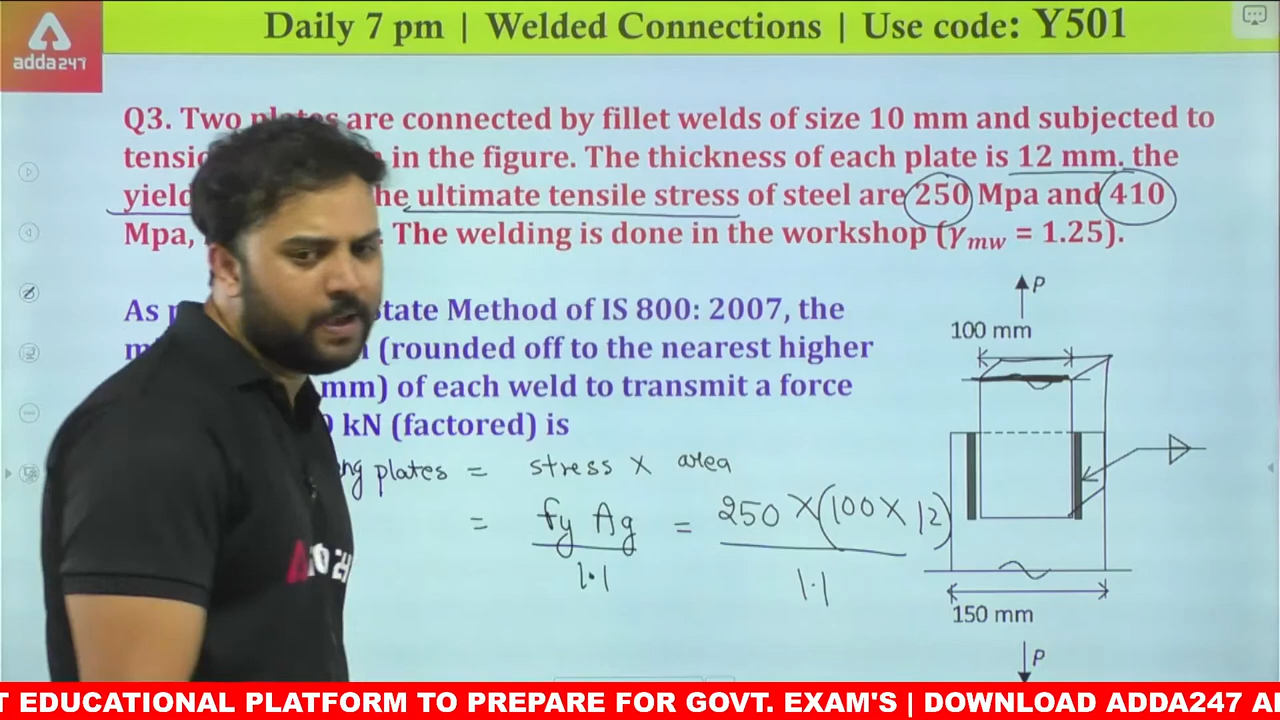 Daily 7 pm | Welded Connections | Use code: Y501
adda247
Q3. Two are connected by fillet welds of size 10 mm and subjected to
in the figure. The thickness of each plate is 12 mm. the
yield ultimate tensile stress of steel are 250 Mpa and 410
Mpa, The welding is done in the workshop (γmw = 1.25).
As Method of IS 800: 2007, the
(rounded off to the nearest higher
mm) of each weld to transmit a force
kN (factored) is
plates = stress X area
= fy Ag / 1.1 = 250 X (100 X 12) / 1.1
P
100 mm
150 mm
P
EDUCATIONAL PLATFORM TO PREPARE FOR GOVT. EXAM'S | DOWNLOAD ADDA247